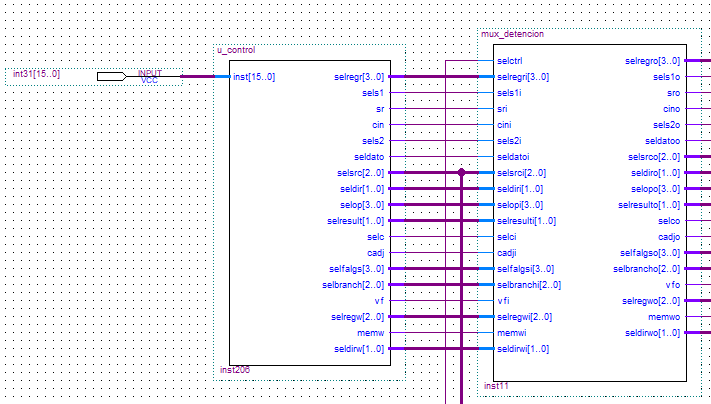 mux_detencion
u_control
int31[15..0]
INPUT
VCC
inst[15..0]
selregr[3..0]
sels1
sr
cin
sels2
seldato
selsrc[2..0]
seldir[1..0]
selop[3..0]
selresult[1..0]
selc
cadj
selfalgs[3..0]
selbranch[2..0]
vf
selregw[2..0]
memw
seldirw[1..0]
inst206
selctrl
selregri[3..0]
sels1i
sri
cini
sels2i
seldatoi
selsrci[2..0]
seldiri[1..0]
selopi[3..0]
selresulti[1..0]
selci
cadji
selfalgsi[3..0]
selbranchi[2..0]
vfi
selregwi[2..0]
memwi
seldirwi[1..0]
selregro[3..0]
sels1o
sro
cino
sels2o
seldatoo
selsrco[2..0]
seldiro[1..0]
selopo[3..0]
selresulto[1..0]
selco
cadjo
selfalgso[3..0]
selbrancho[2..0]
vfo
selregwo[2..0]
memwo
seldirwo[1..0]
inst11